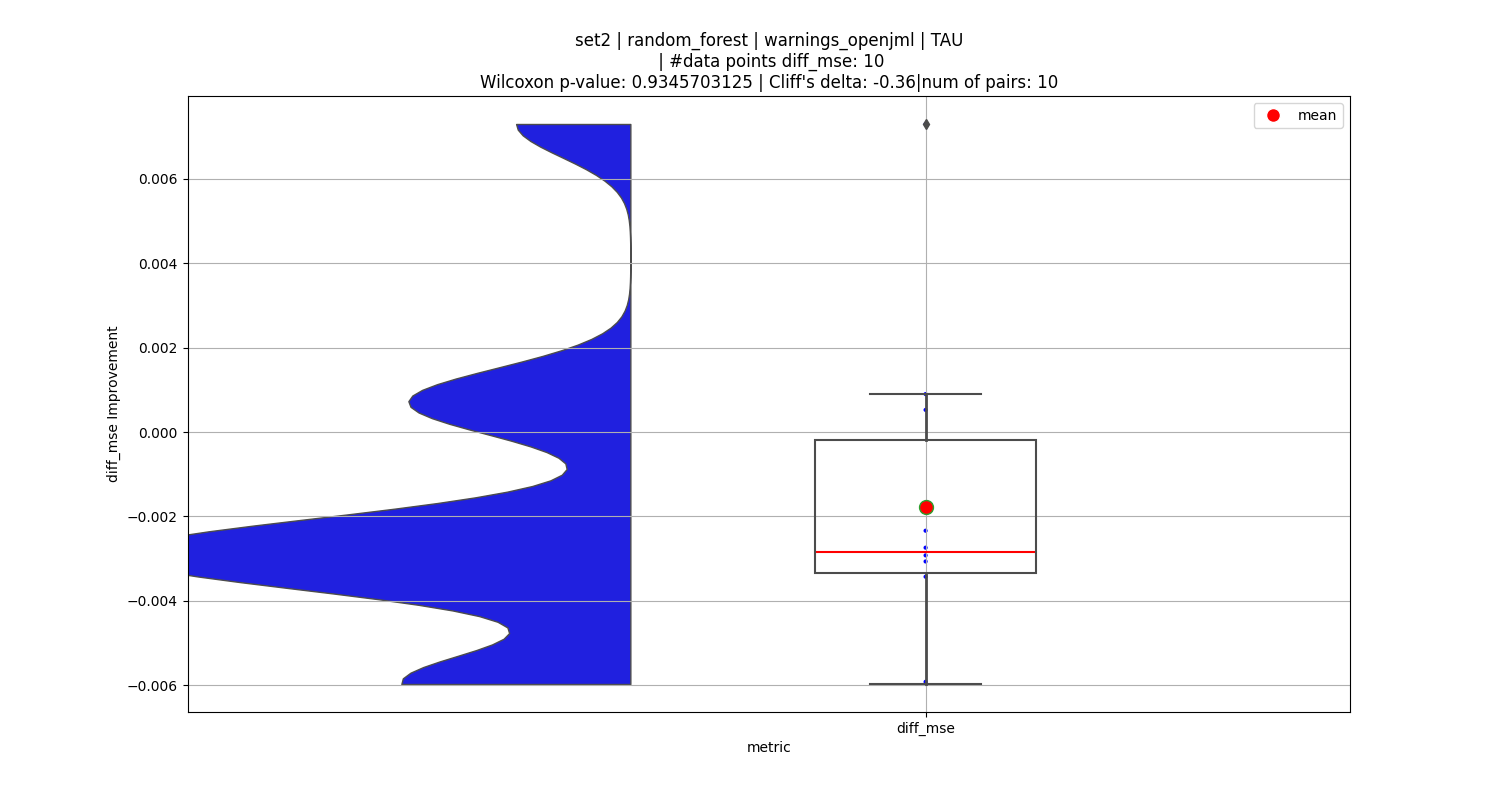 set2 | random_forest | warnings_openjml | TAU
| #data points diff_mse: 10
Wilcoxon p-value: 0.9345703125 | Cliff's delta: -0.36|num of pairs: 10
mean
0.006
0.004
0.002
0.000
−0.002
−0.004
−0.006
diff_mse Improvement
diff_mse
metric